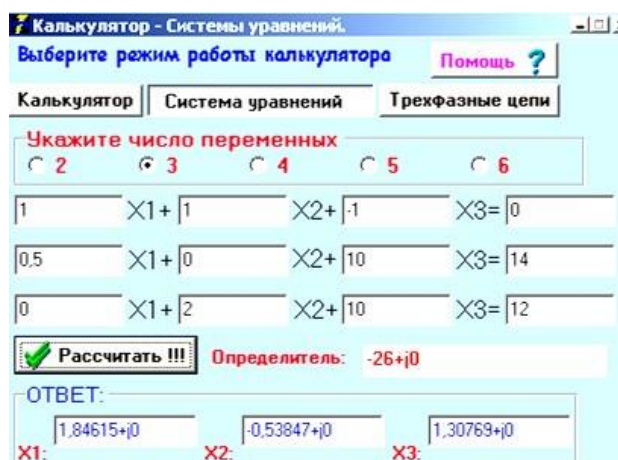 Калькулятор - Системы уравнений.
Выберите режим работы калькулятора Помощь ?
Калькулятор Система уравнений Трехфазные цепи
Укажите число переменных
2 3 4 5 6
1 X1+ 1 X2+ -1 X3= 0
0,5 X1+ 0 X2+ 10 X3= 14
0 X1+ 2 X2+ 10 X3= 12
Рассчитать !!! Определитель: -26+j0
ОТВЕТ:
1,84615+j0 -0,53847+j0 1,30769+j0
X1: X2: X3: